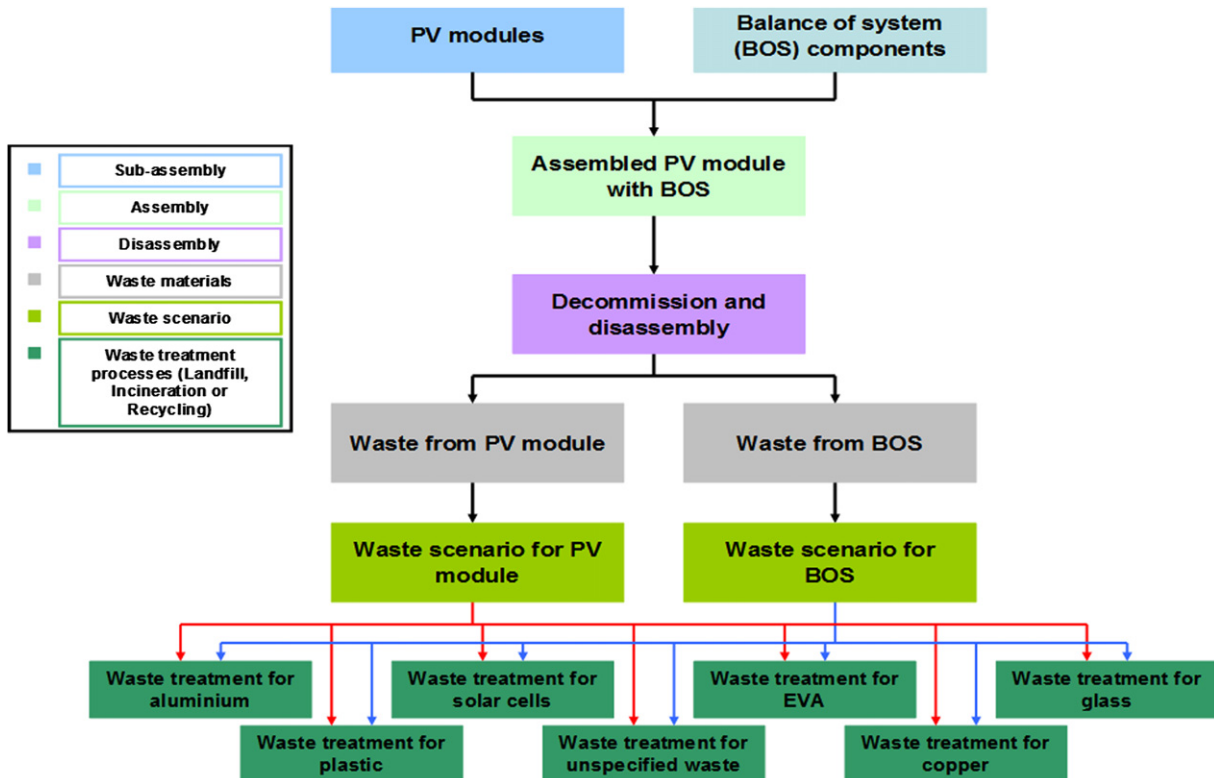 PV modules
Balance of system
(BOS) components
Assembled PV module
with BOS
Sub-assembly
Assembly
Disassembly
Waste materials
Waste scenario
Waste treatment
processes (Landfill,
Incineration or
Recycling)
Decommission and
disassembly
Waste from PV module
Waste from BOS
Waste scenario for PV
module
Waste scenario for
BOS
Waste treatment for
aluminium
Waste treatment for
solar cells
Waste treatment for
EVA
Waste treatment for
glass
Waste treatment for
plastic
Waste treatment for
unspecified waste
Waste treatment for
copper